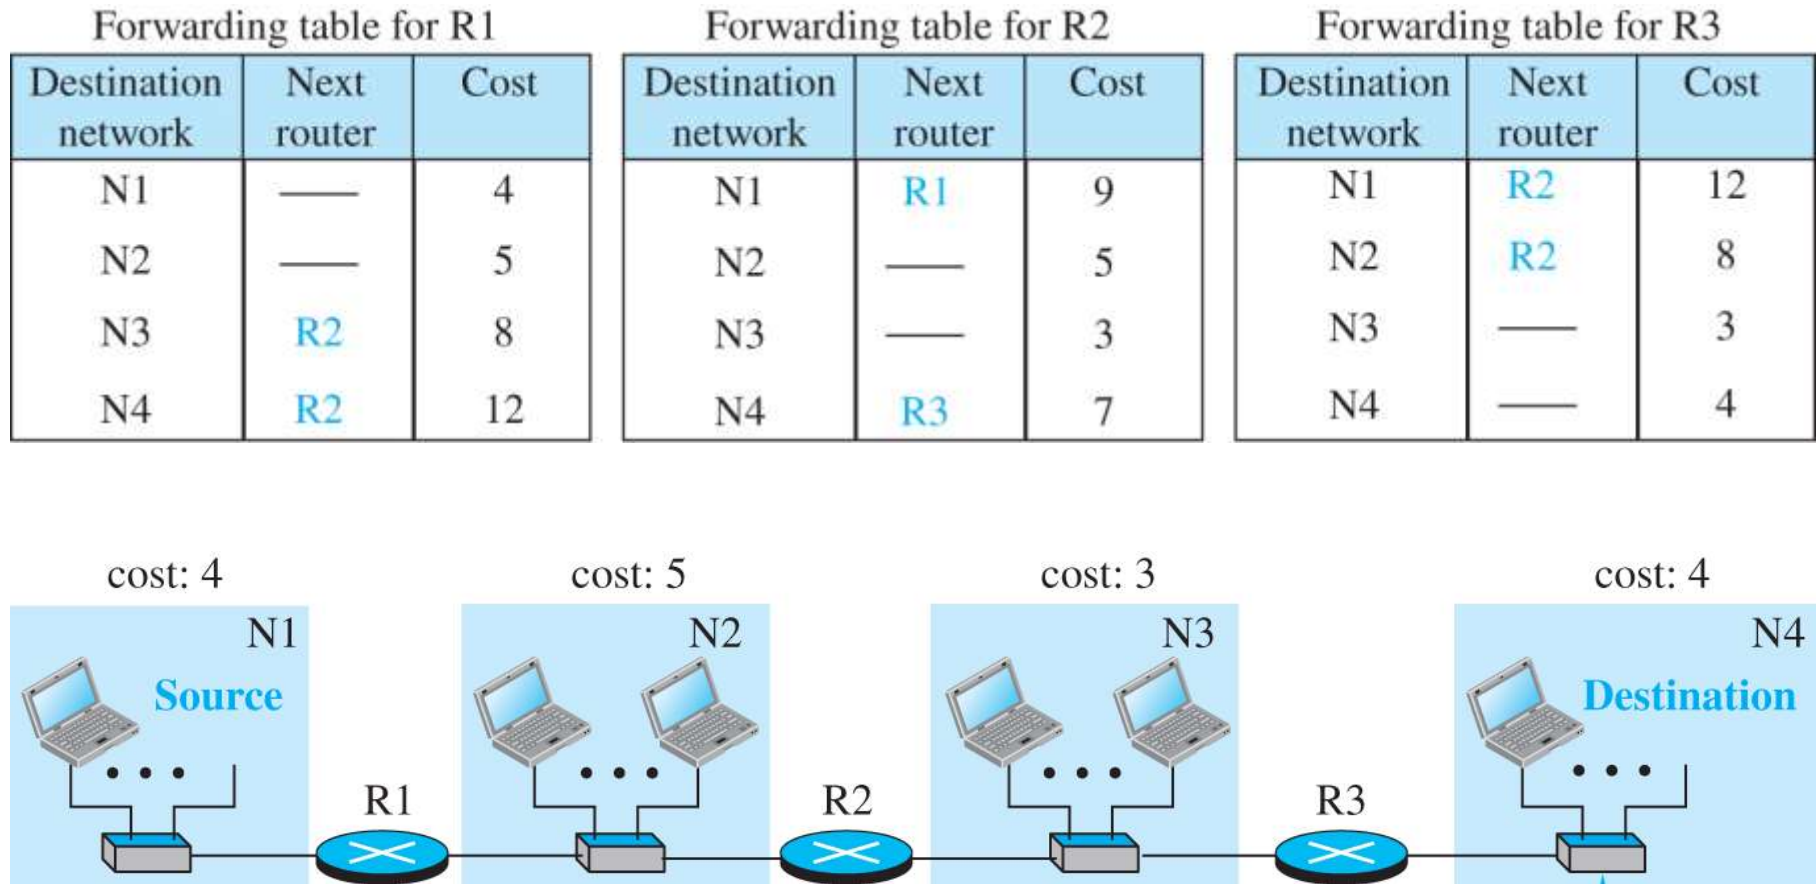 Forwarding table for R1
Destination network Next router Cost
N1 — 4
N2 — 5
N3 R2 8
N4 R2 12
Forwarding table for R2
Destination network Next router Cost
N1 R1 9
N2 — 5
N3 — 3
N4 R3 7
Forwarding table for R3
Destination network Next router Cost
N1 R2 12
N2 R2 8
N3 — 3
N4 — 4
cost: 4
cost: 5
cost: 3
cost: 4
N1
N2
N3
N4
Source
Destination
R1
R2
R3